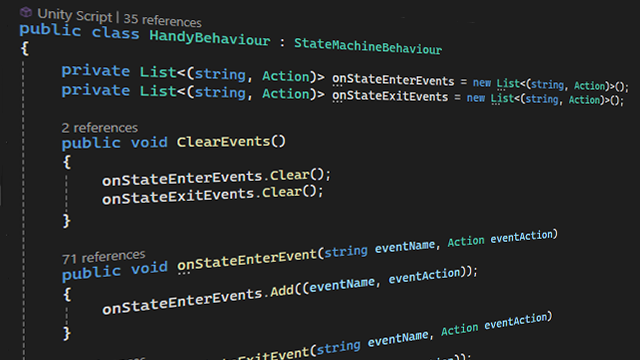 Unity Script | 35 references
public class HandyBehaviour : StateMachineBehaviour
{
private List<(string, Action)> onStateEnterEvents = new List<(string, Action)>();
private List<(string, Action)> onStateExitEvents = new List<(string, Action)>();
2 references
public void ClearEvents()
{
onStateEnterEvents.Clear();
onStateExitEvents.Clear();
}
71 references
public void onStateEnterEvent(string eventName, Action eventAction)
{
onStateEnterEvents.Add((eventName, eventAction));
}
references
ExitEvent(string eventName, Action eventAction)